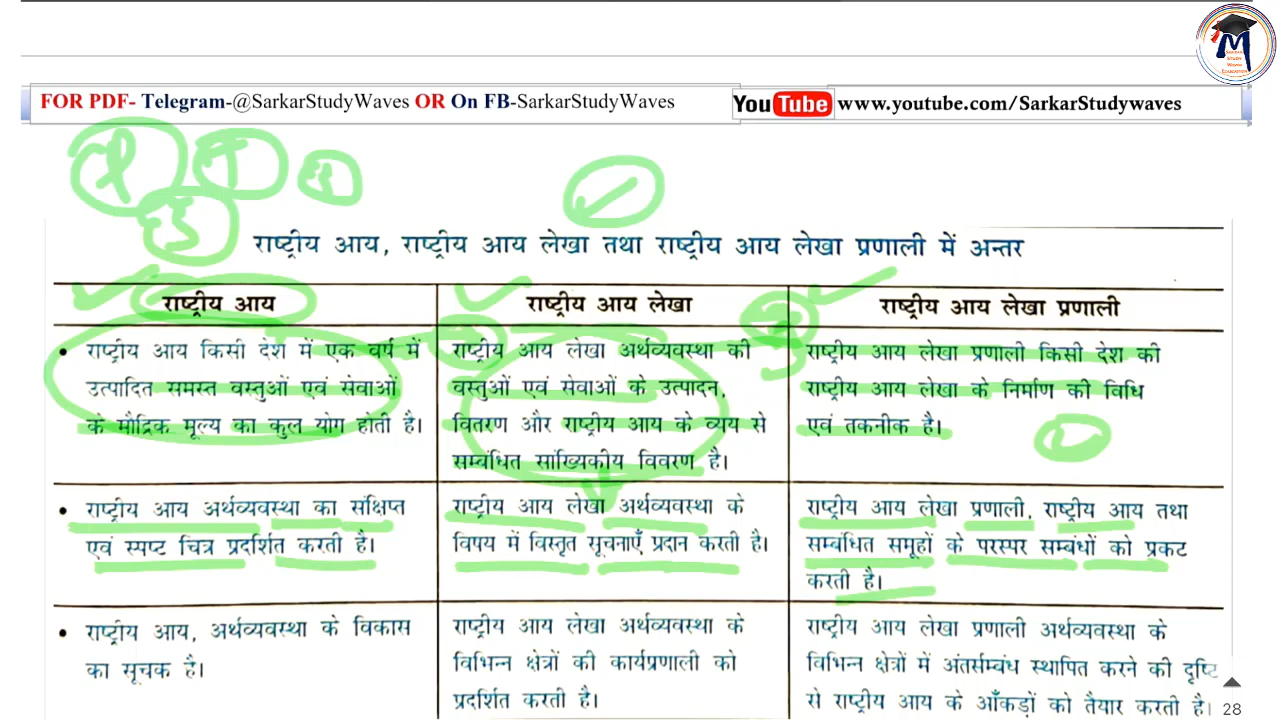 FOR PDF- Telegram-@SarkarStudyWaves OR On FB-SarkarStudyWaves
YouTube www.youtube.com/SarkarStudywaves
M
SARKAR
STUDY
WAVES
EDUCATION
राष्ट्रीय आय, राष्ट्रीय आय लेखा तथा राष्ट्रीय आय लेखा प्रणाली में अन्तर
राष्ट्रीय आय
राष्ट्रीय आय लेखा
राष्ट्रीय आय लेखा प्रणाली
• राष्ट्रीय आय किसी देश में एक वर्ष में
उत्पादित समस्त वस्तुओं एवं सेवाओं
के मौद्रिक मूल्य का कुल योग होती है।
राष्ट्रीय आय लेखा अर्थव्यवस्था की
वस्तुओं एवं सेवाओं के उत्पादन,
वितरण और राष्ट्रीय आय के व्यय से
सम्बंधित सांख्यिकीय विवरण है।
राष्ट्रीय आय लेखा प्रणाली किसी देश की
राष्ट्रीय आय लेखा के निर्माण की विधि
एवं तकनीक है।
• राष्ट्रीय आय अर्थव्यवस्था का संक्षिप्त
एवं स्पष्ट चित्र प्रदर्शित करती है।
राष्ट्रीय आय लेखा अर्थव्यवस्था के
विषय में विस्तृत सूचनाएँ प्रदान करती है।
राष्ट्रीय आय लेखा प्रणाली, राष्ट्रीय आय तथा
सम्बंधित समूहों के परस्पर सम्बंधों को प्रकट
करती है।
• राष्ट्रीय आय, अर्थव्यवस्था के विकास
का सूचक है।
राष्ट्रीय आय लेखा अर्थव्यवस्था के
विभिन्न क्षेत्रों की कार्यप्रणाली को
प्रदर्शित करती है।
राष्ट्रीय आय लेखा प्रणाली अर्थव्यवस्था के
विभिन्न क्षेत्रों में अंतर्सम्बंध स्थापित करने की दृष्टि
से राष्ट्रीय आय के आँकड़ों को तैयार करती है।
28